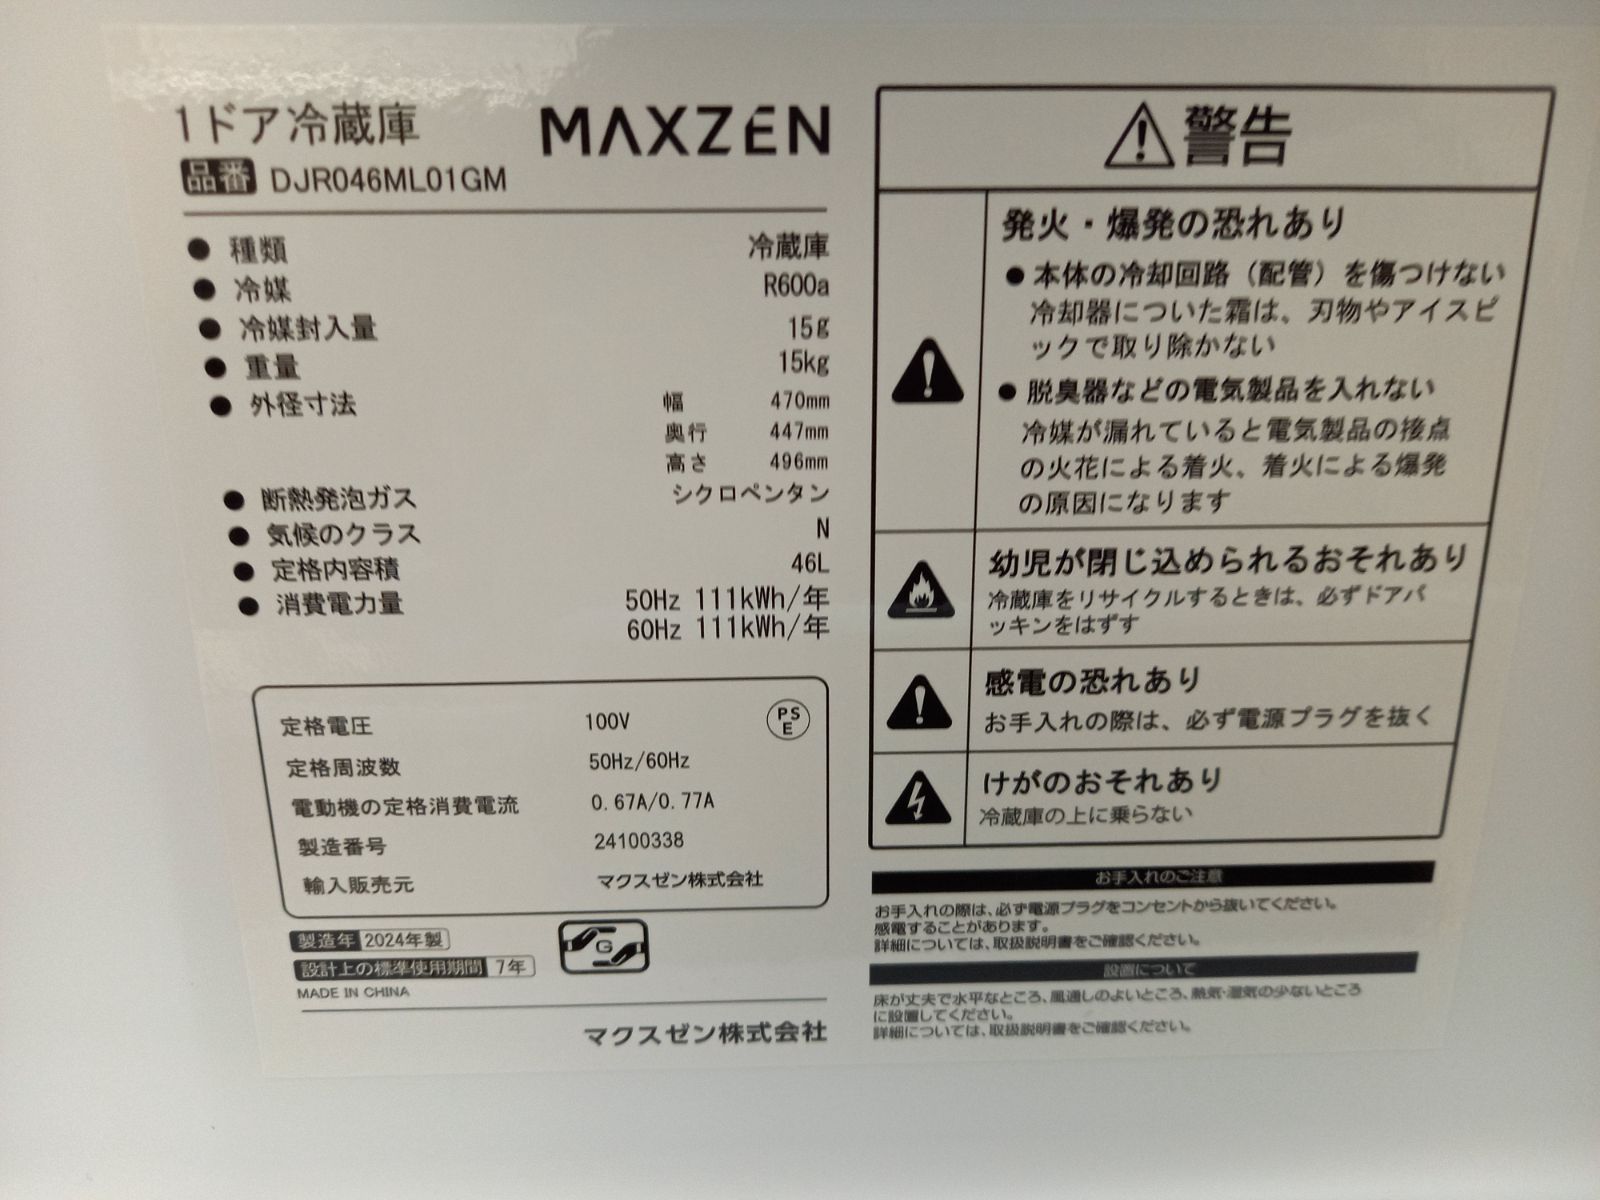 1ドア冷蔵庫
MAXZEN
品番 DJR046ML01GM
● 種類 冷蔵庫
● 冷媒 R600a
● 冷媒封入量 15g
● 重量 15kg
● 外径寸法 幅 470mm
奥行 447mm
高さ 496mm
● 断熱発泡ガス シクロペンタン
● 気候のクラス N
● 定格内容積 46L
● 消費電力量 50Hz 111kWh/年
60Hz 111kWh/年
定格電圧 100V
PS
E
定格周波数 50Hz/60Hz
電動機の定格消費電流 0.67A/0.77A
製造番号 24100338
輸入販売元 マクスゼン株式会社
製造年 2024年製
設計上の標準使用期間 7年
G
MADE IN CHINA
マクスゼン株式会社
警告
発火・爆発の恐れあり
● 本体の冷却回路（配管）を傷つけない
冷却器についた霜は、刃物やアイスピ
ックで取り除かない
● 脱臭器などの電気製品を入れない
冷媒が漏れていると電気製品の接点
の火花による着火、着火による爆発
の原因になります
幼児が閉じ込められるおそれあり
冷蔵庫をリサイクルするときは、必ずドアパ
ッキンをはずす
感電の恐れあり
お手入れの際は、必ず電源プラグを抜く
けがのおそれあり
冷蔵庫の上に乗らない
お手入れのご注意
お手入れの際は、必ず電源プラグをコンセントから抜いてください。
感電することがあります。
詳細については、取扱説明書をご確認ください。
設置について
床が丈夫で水平なところ、風通しのよいところ、熱気・湿気の少ないところ
に設置してください。
詳細については、取扱説明書をご確認ください。